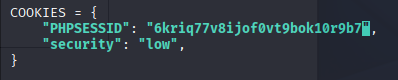 COOKIES = {
    "PHPSESSID": "6kriq77v8ijof0vt9bok10r9b7",
    "security": "low",
}